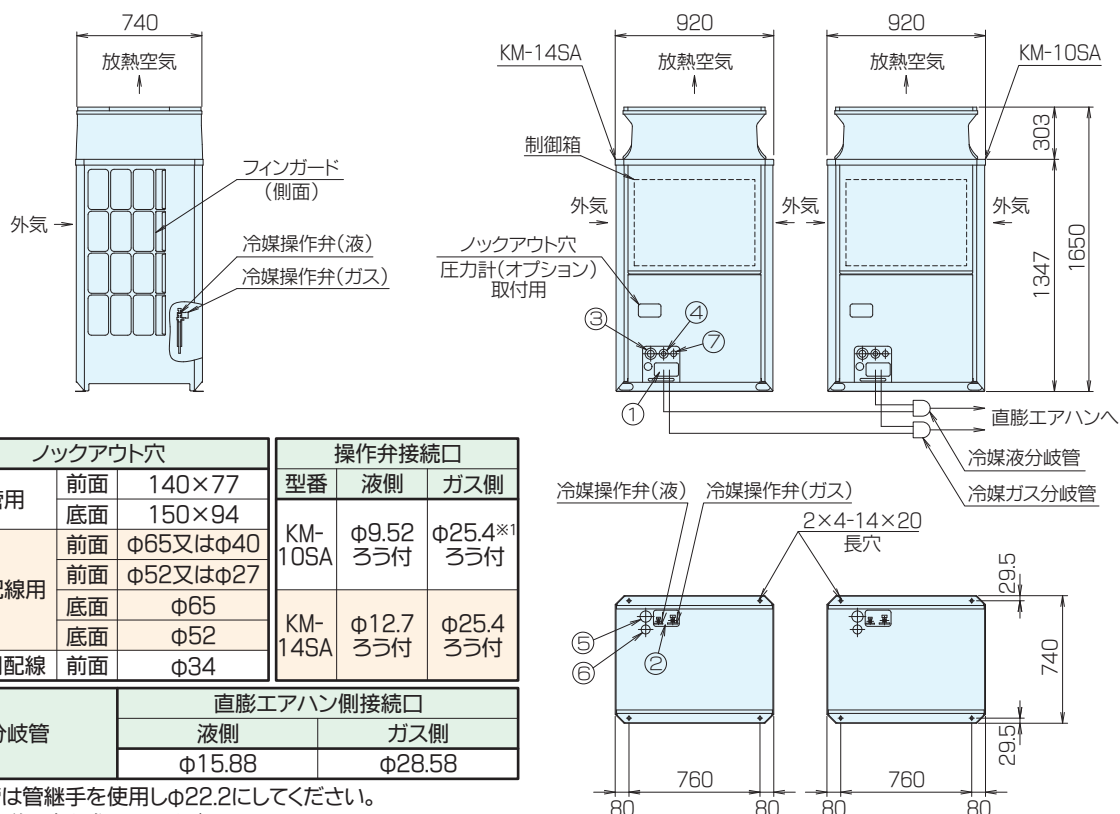 740
放熱空気
外気
フィンガード
(側面)
冷媒操作弁(液)
冷媒操作弁(ガス)
920
920
KM-14SA
放熱空気
放熱空気
KM-10SA
制御箱
外気
外気
外気
ノックアウト穴
圧力計(オプション)
取付用
③
④
⑦
①
303
1347
1650
直膨エアハンへ
冷媒液分岐管
冷媒ガス分岐管
ノックアウト穴
管用 前面 140×77
底面 150×94
配線用 前面 φ65又はφ40
前面 φ52又はφ27
底面 φ65
底面 φ52
配線 前面 φ34
操作弁接続口
型番 液側 ガス側
KM-10SA φ9.52 ろう付 φ25.4※1 ろう付
KM-14SA φ12.7 ろう付 φ25.4 ろう付
分岐管
直膨エアハン側接続口
液側 ガス側
φ15.88 φ28.58
は管継手を使用しφ22.2にしてください。
冷媒操作弁(液)
冷媒操作弁(ガス)
2×4-14×20
長穴
⑤
⑥
②
29.5
740
29.5
760
760
80
80
80
80